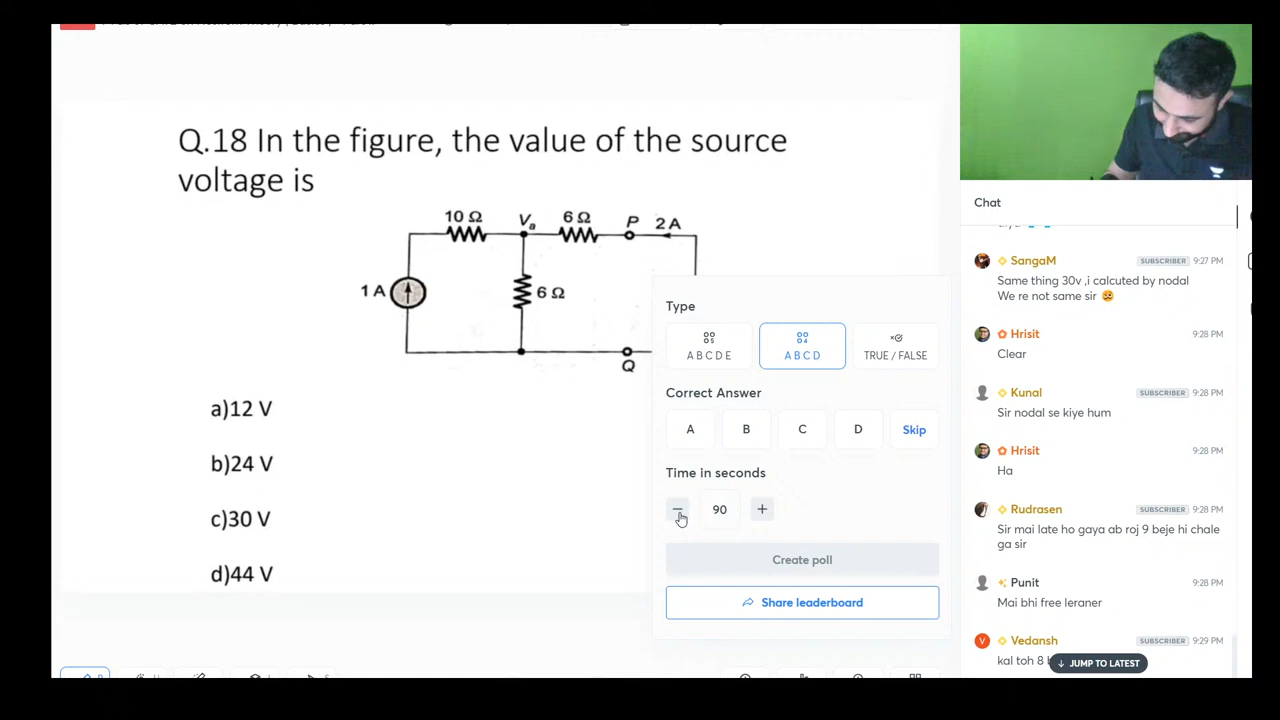 Q.18 In the figure, the value of the source
voltage is
10 Ω
Va
6 Ω
P
2 A
1 A
6 Ω
Q
a)12 V
b)24 V
c)30 V
d)44 V
Type
A B C D E
A B C D
TRUE / FALSE
Correct Answer
A
B
C
D
Skip
Time in seconds
90
Create poll
Share leaderboard
Chat
SangaM
SUBSCRIBER
9:27 PM
Same thing 30v ,i calcuted by nodal
We re not same sir
Hrisit
9:28 PM
Clear
Kunal
SUBSCRIBER
9:28 PM
Sir nodal se kiye hum
Hrisit
9:28 PM
Ha
Rudrasen
SUBSCRIBER
9:28 PM
Sir mai late ho gaya ab roj 9 beje hi chale
ga sir
Punit
9:28 PM
Mai bhi free leraner
Vedansh
SUBSCRIBER
9:29 PM
kal toh 8
JUMP TO LATEST